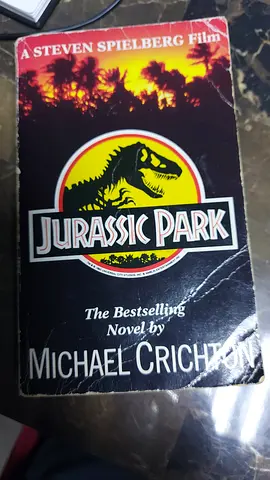 A STEVEN SPIELBERG Film
JURASSIC PARK
The Bestselling
Novel by
MICHAEL CRICHTON